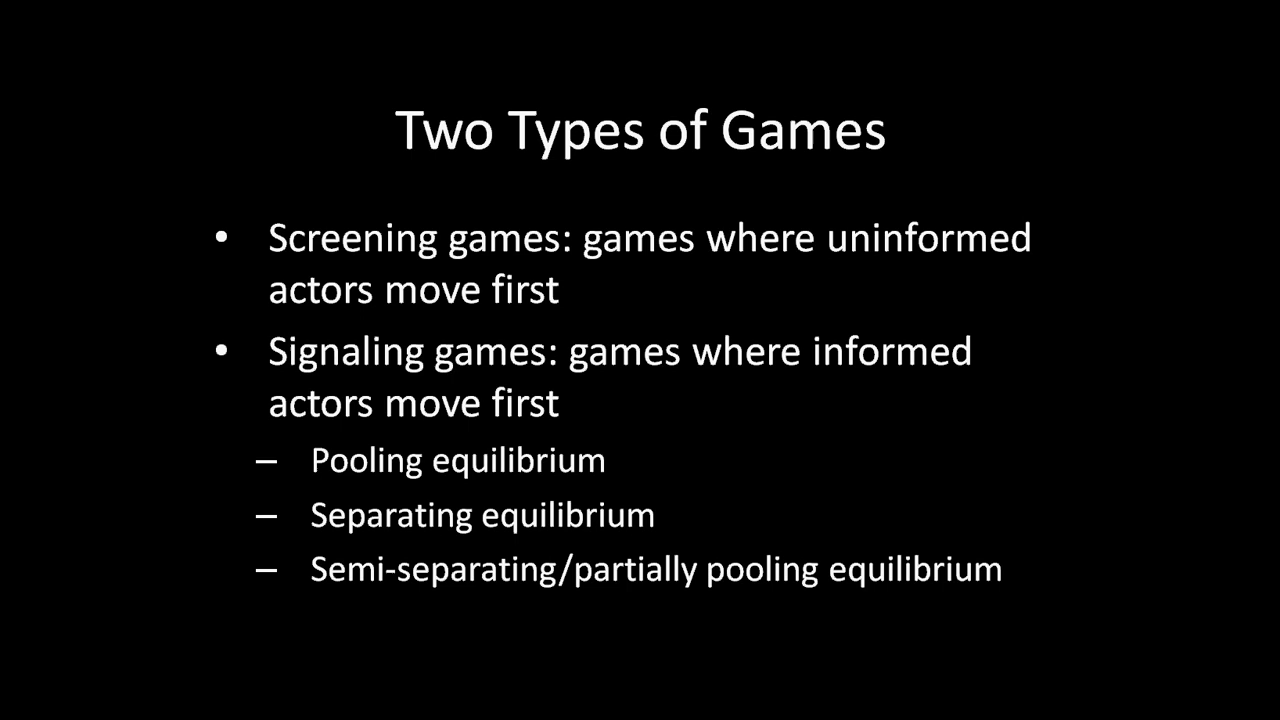 Two Types of Games
• Screening games: games where uninformed
actors move first
• Signaling games: games where informed
actors move first
– Pooling equilibrium
– Separating equilibrium
– Semi-separating/partially pooling equilibrium